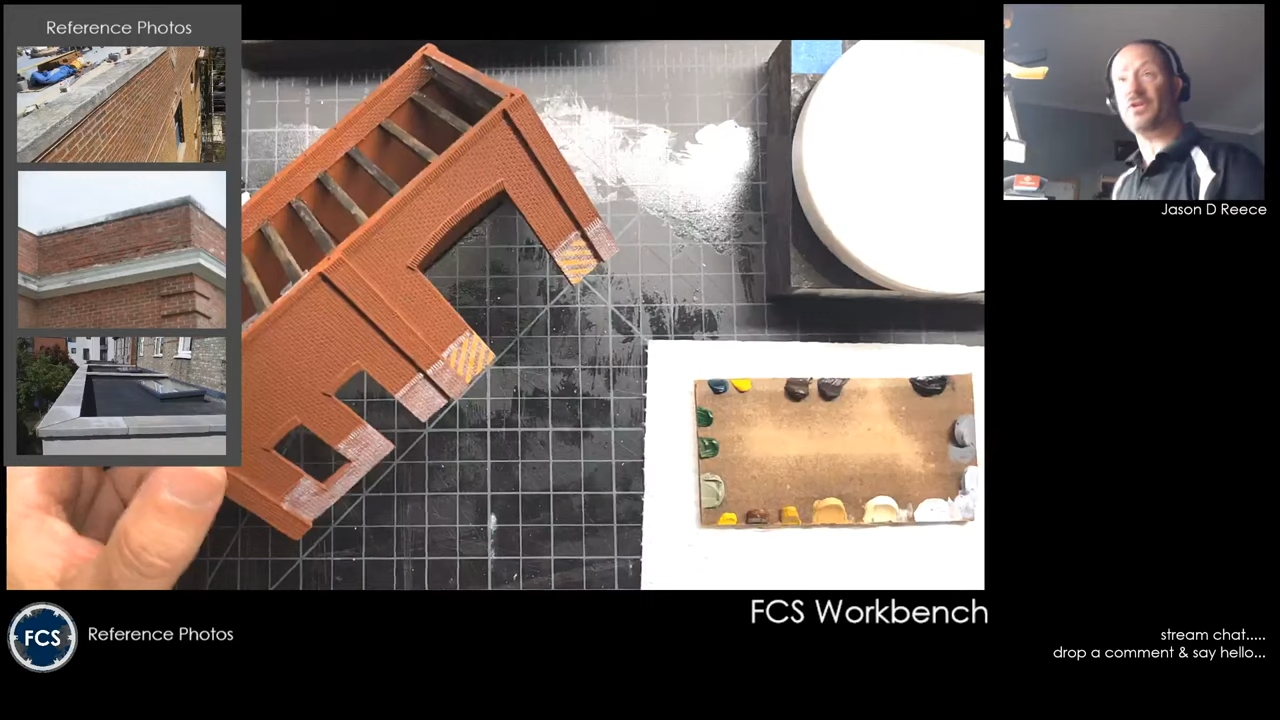 Reference Photos
Jason D Reece
FCS Workbench
FCS
Reference Photos
stream chat.....
drop a comment & say hello...